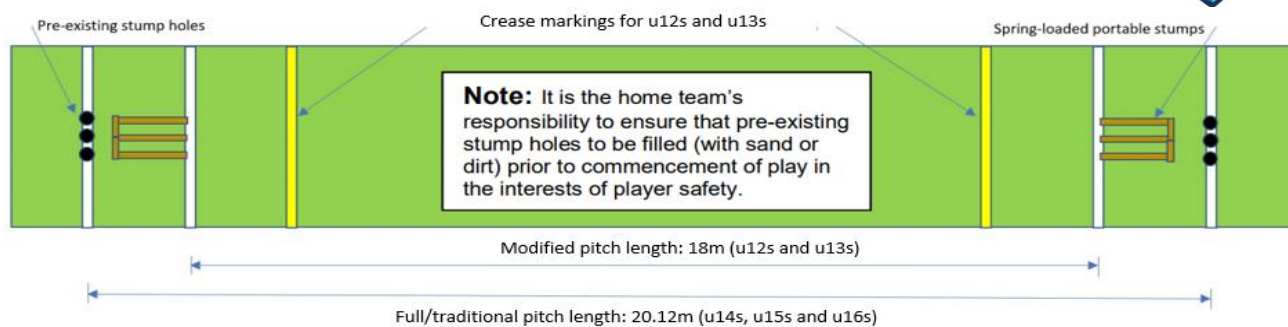 Pre-existing stump holes
Crease markings for u12s and u13s
Spring-loaded portable stumps
Note: It is the home team's
responsibility to ensure that pre-existing
stump holes to be filled (with sand or
dirt) prior to commencement of play in
the interests of player safety.
Modified pitch length: 18m (u12s and u13s)
Full/traditional pitch length: 20.12m (u14s, u15s and u16s)